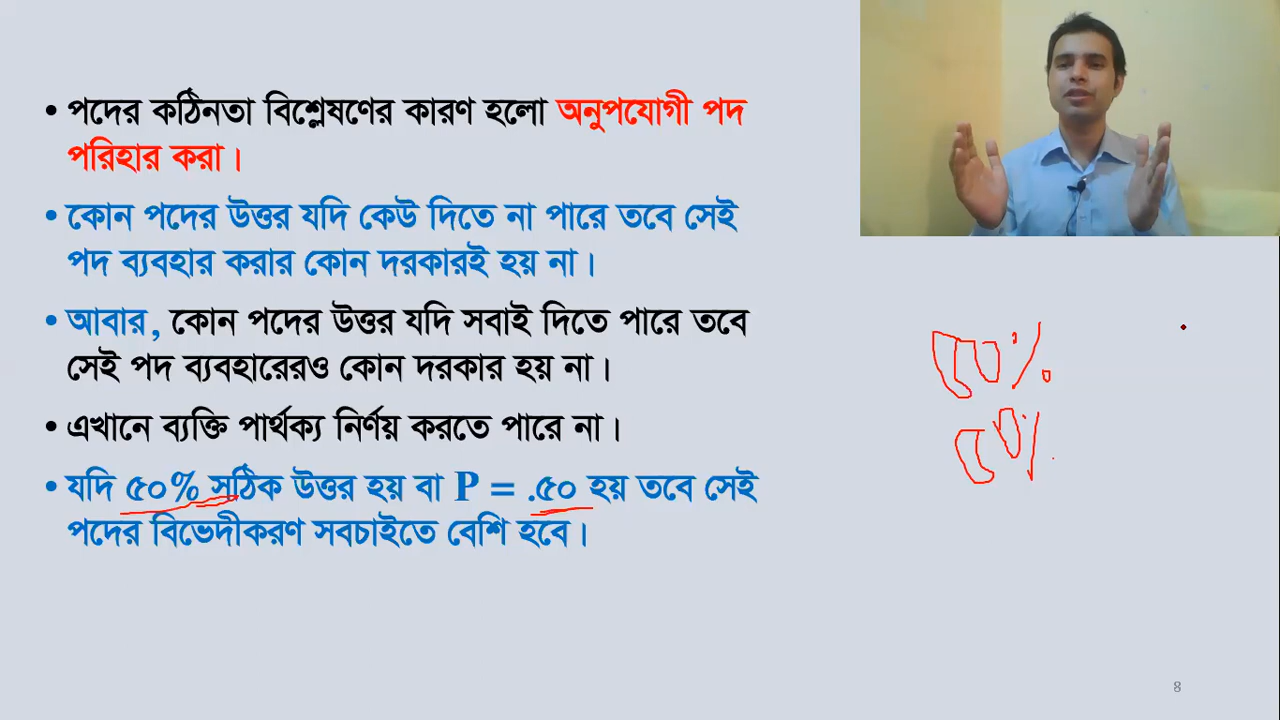 • পদের কঠিনতা বিশ্লেষণের কারণ হলো অনুপযোগী পদ
পরিহার করা।
• কোন পদের উত্তর যদি কেউ দিতে না পারে তবে সেই
পদ ব্যবহার করার কোন দরকারই হয় না।
• আবার, কোন পদের উত্তর যদি সবাই দিতে পারে তবে
সেই পদ ব্যবহারেরও কোন দরকার হয় না।
• এখানে ব্যক্তি পার্থক্য নির্ণয় করতে পারে না।
• যদি ৫০% সঠিক উত্তর হয় বা P = .৫০ হয় তবে সেই
পদের বিভেদীকরণ সবচাইতে বেশি হবে।
৫০%
৫০%
8